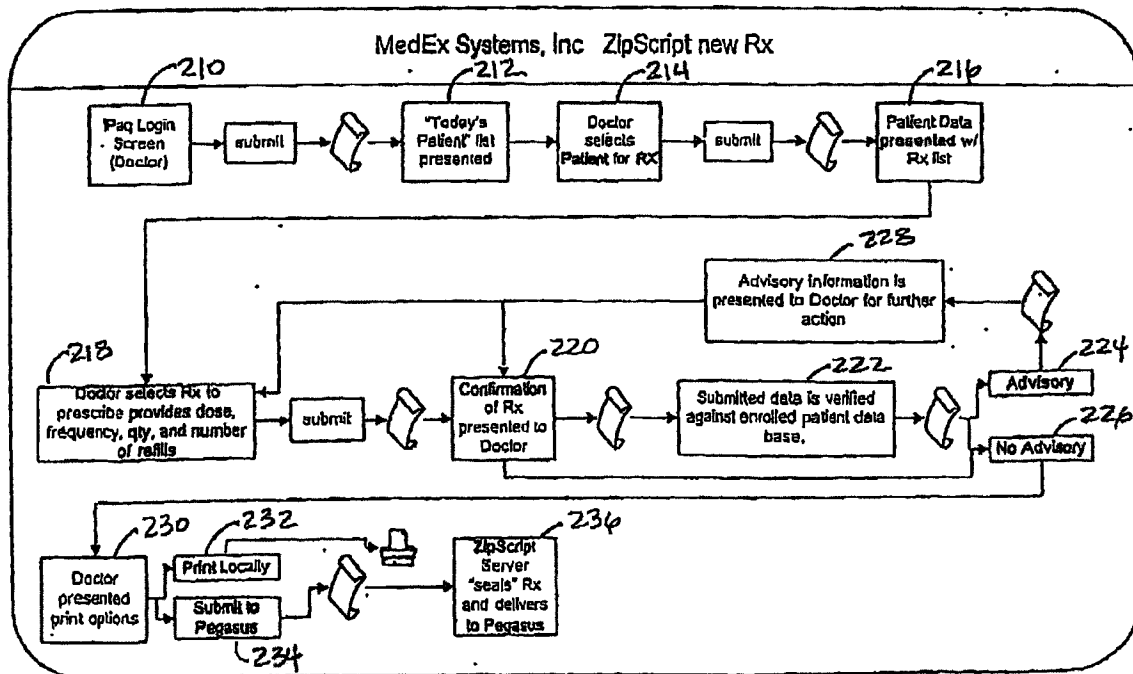 MedEx Systems, Inc ZipScript new Rx
210
212
214
216
'Paq Login
Screen
(Doctor)
submit
"Today's
Patient" list
presented
Doctor
selects
Patient for RX
submit
Patient Data
presented w/
Rx list
228
Advisory information is
presented to Doctor for further
action
218
Doctor selects Rx to
prescribe provides dose,
frequency, qty, and number
of refills
submit
220
Confirmation
of Rx
presented to
Doctor
222
Submitted data is verified
against enrolled patient data
base.
224
Advisory
226
No Advisory
230
Doctor
presented
print options
232
Print Locally
Submit to
Pegasus
234
236
ZipScript
Server
"seals" Rx
and delivers
to Pegasus